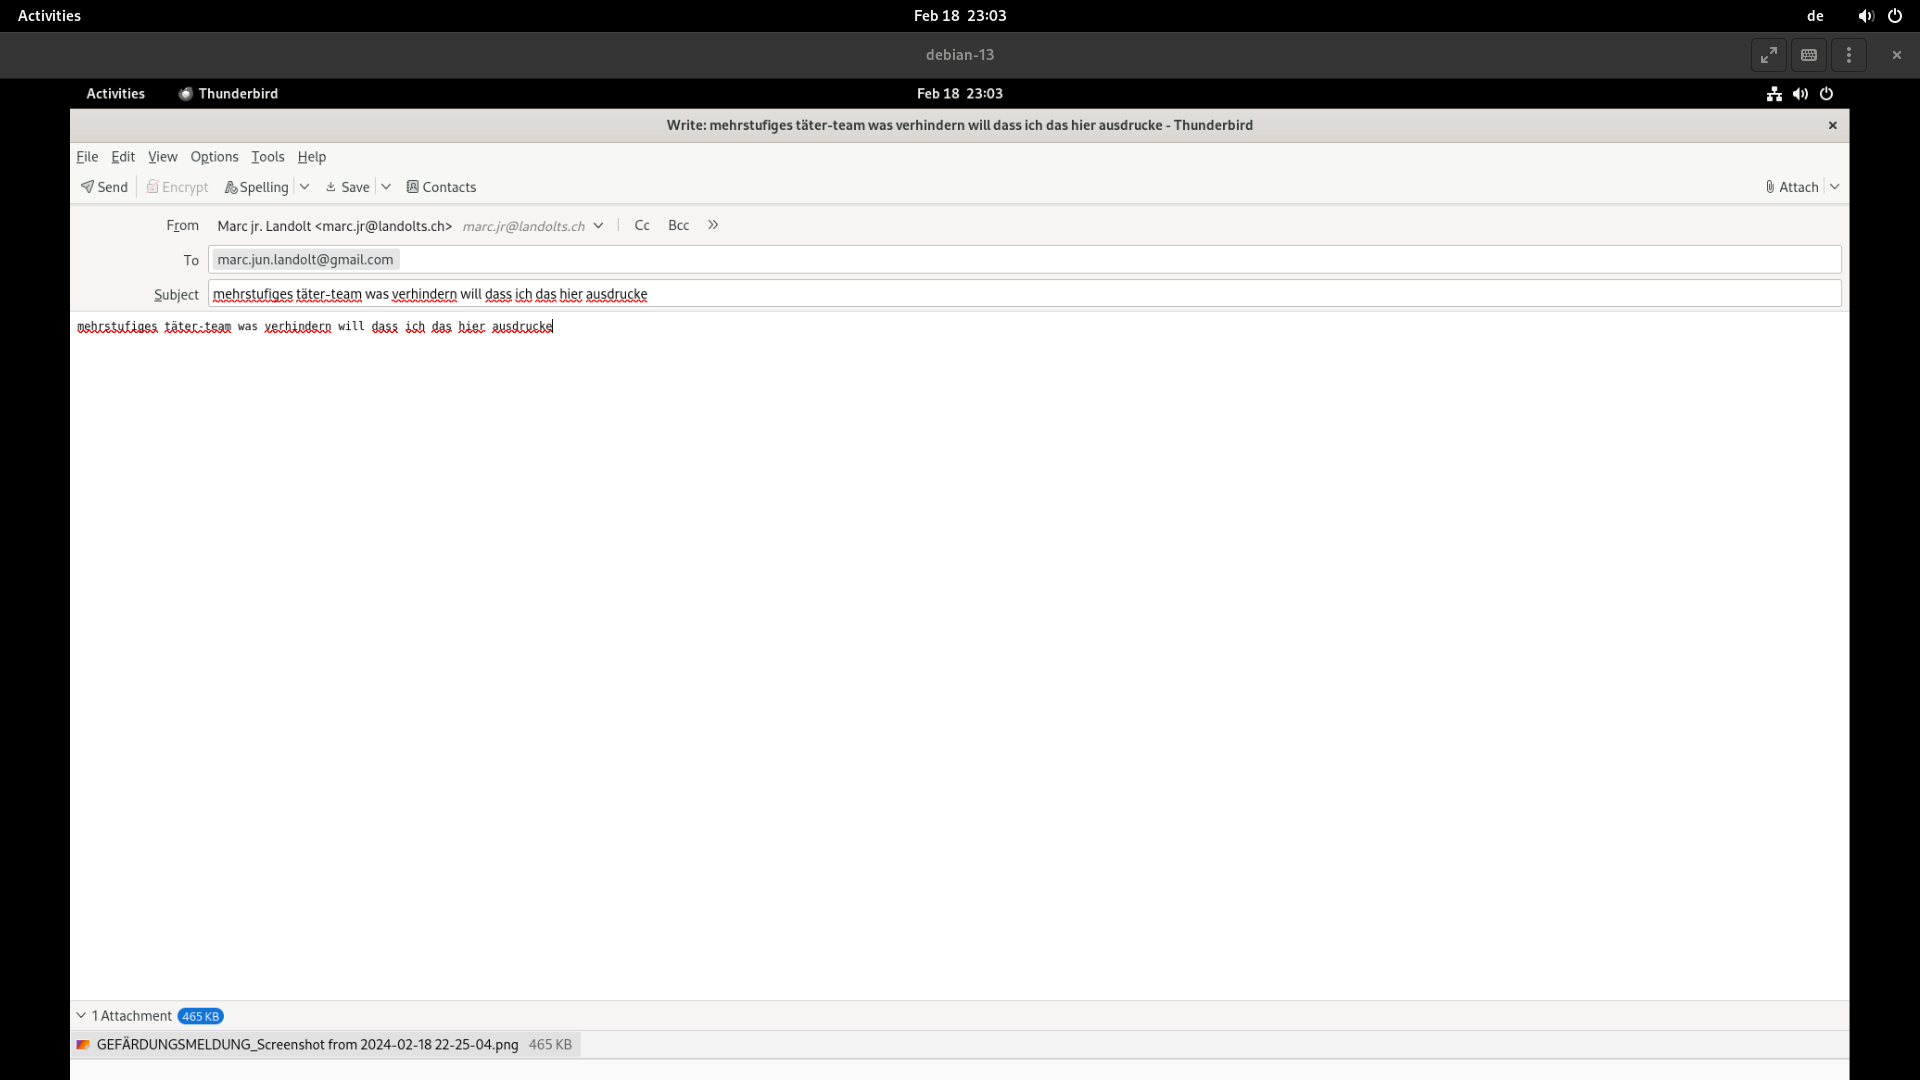 Activities
Feb 18 23:03
de
debian-13
Activities
Thunderbird
Feb 18 23:03
Write: mehrstufiges täter-team was verhindern will dass ich das hier ausdrucke - Thunderbird
File Edit View Options Tools Help
Send Encrypt Spelling Save Contacts Attach
From Marc jr. Landolt <marc.jr@landolts.ch> marc.jr@landolts.ch Cc Bcc
To marc.jun.landolt@gmail.com
Subject mehrstufiges täter-team was verhindern will dass ich das hier ausdrucke
mehrstufiges täter-team was verhindern will dass ich das hier ausdrucke
1 Attachment 465 KB
GEFÄRDUNGSMELDUNG_Screenshot from 2024-02-18 22-25-04.png 465 KB